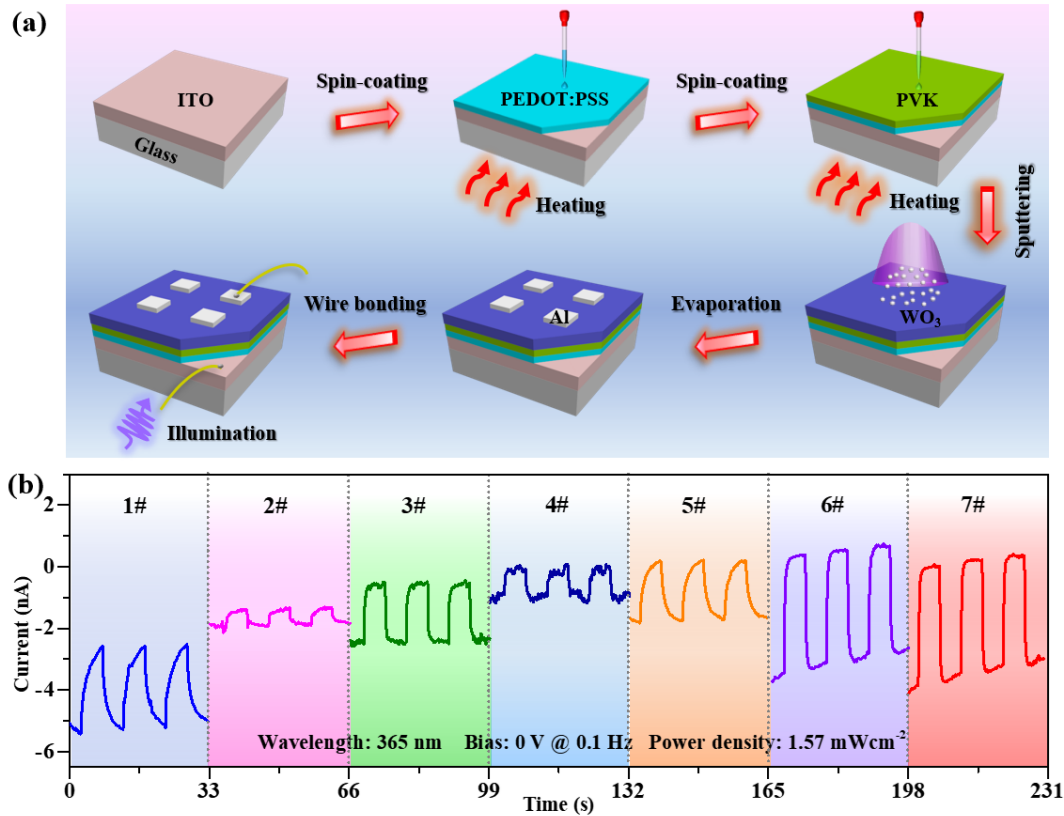 (a)
ITO
Glass
Spin-coating
PEDOT:PSS
Heating
Spin-coating
PVK
Heating
Sputtering
WO₃
Evaporation
Al
Wire bonding
Illumination
(b)
1# 2# 3# 4# 5# 6# 7#
2
0
-2
-4
-6
Current (nA)
Wavelength: 365 nm Bias: 0 V @ 0.1 Hz Power density: 1.57 mWcm⁻²
0 33 66 99 132 165 198 231
Time (s)